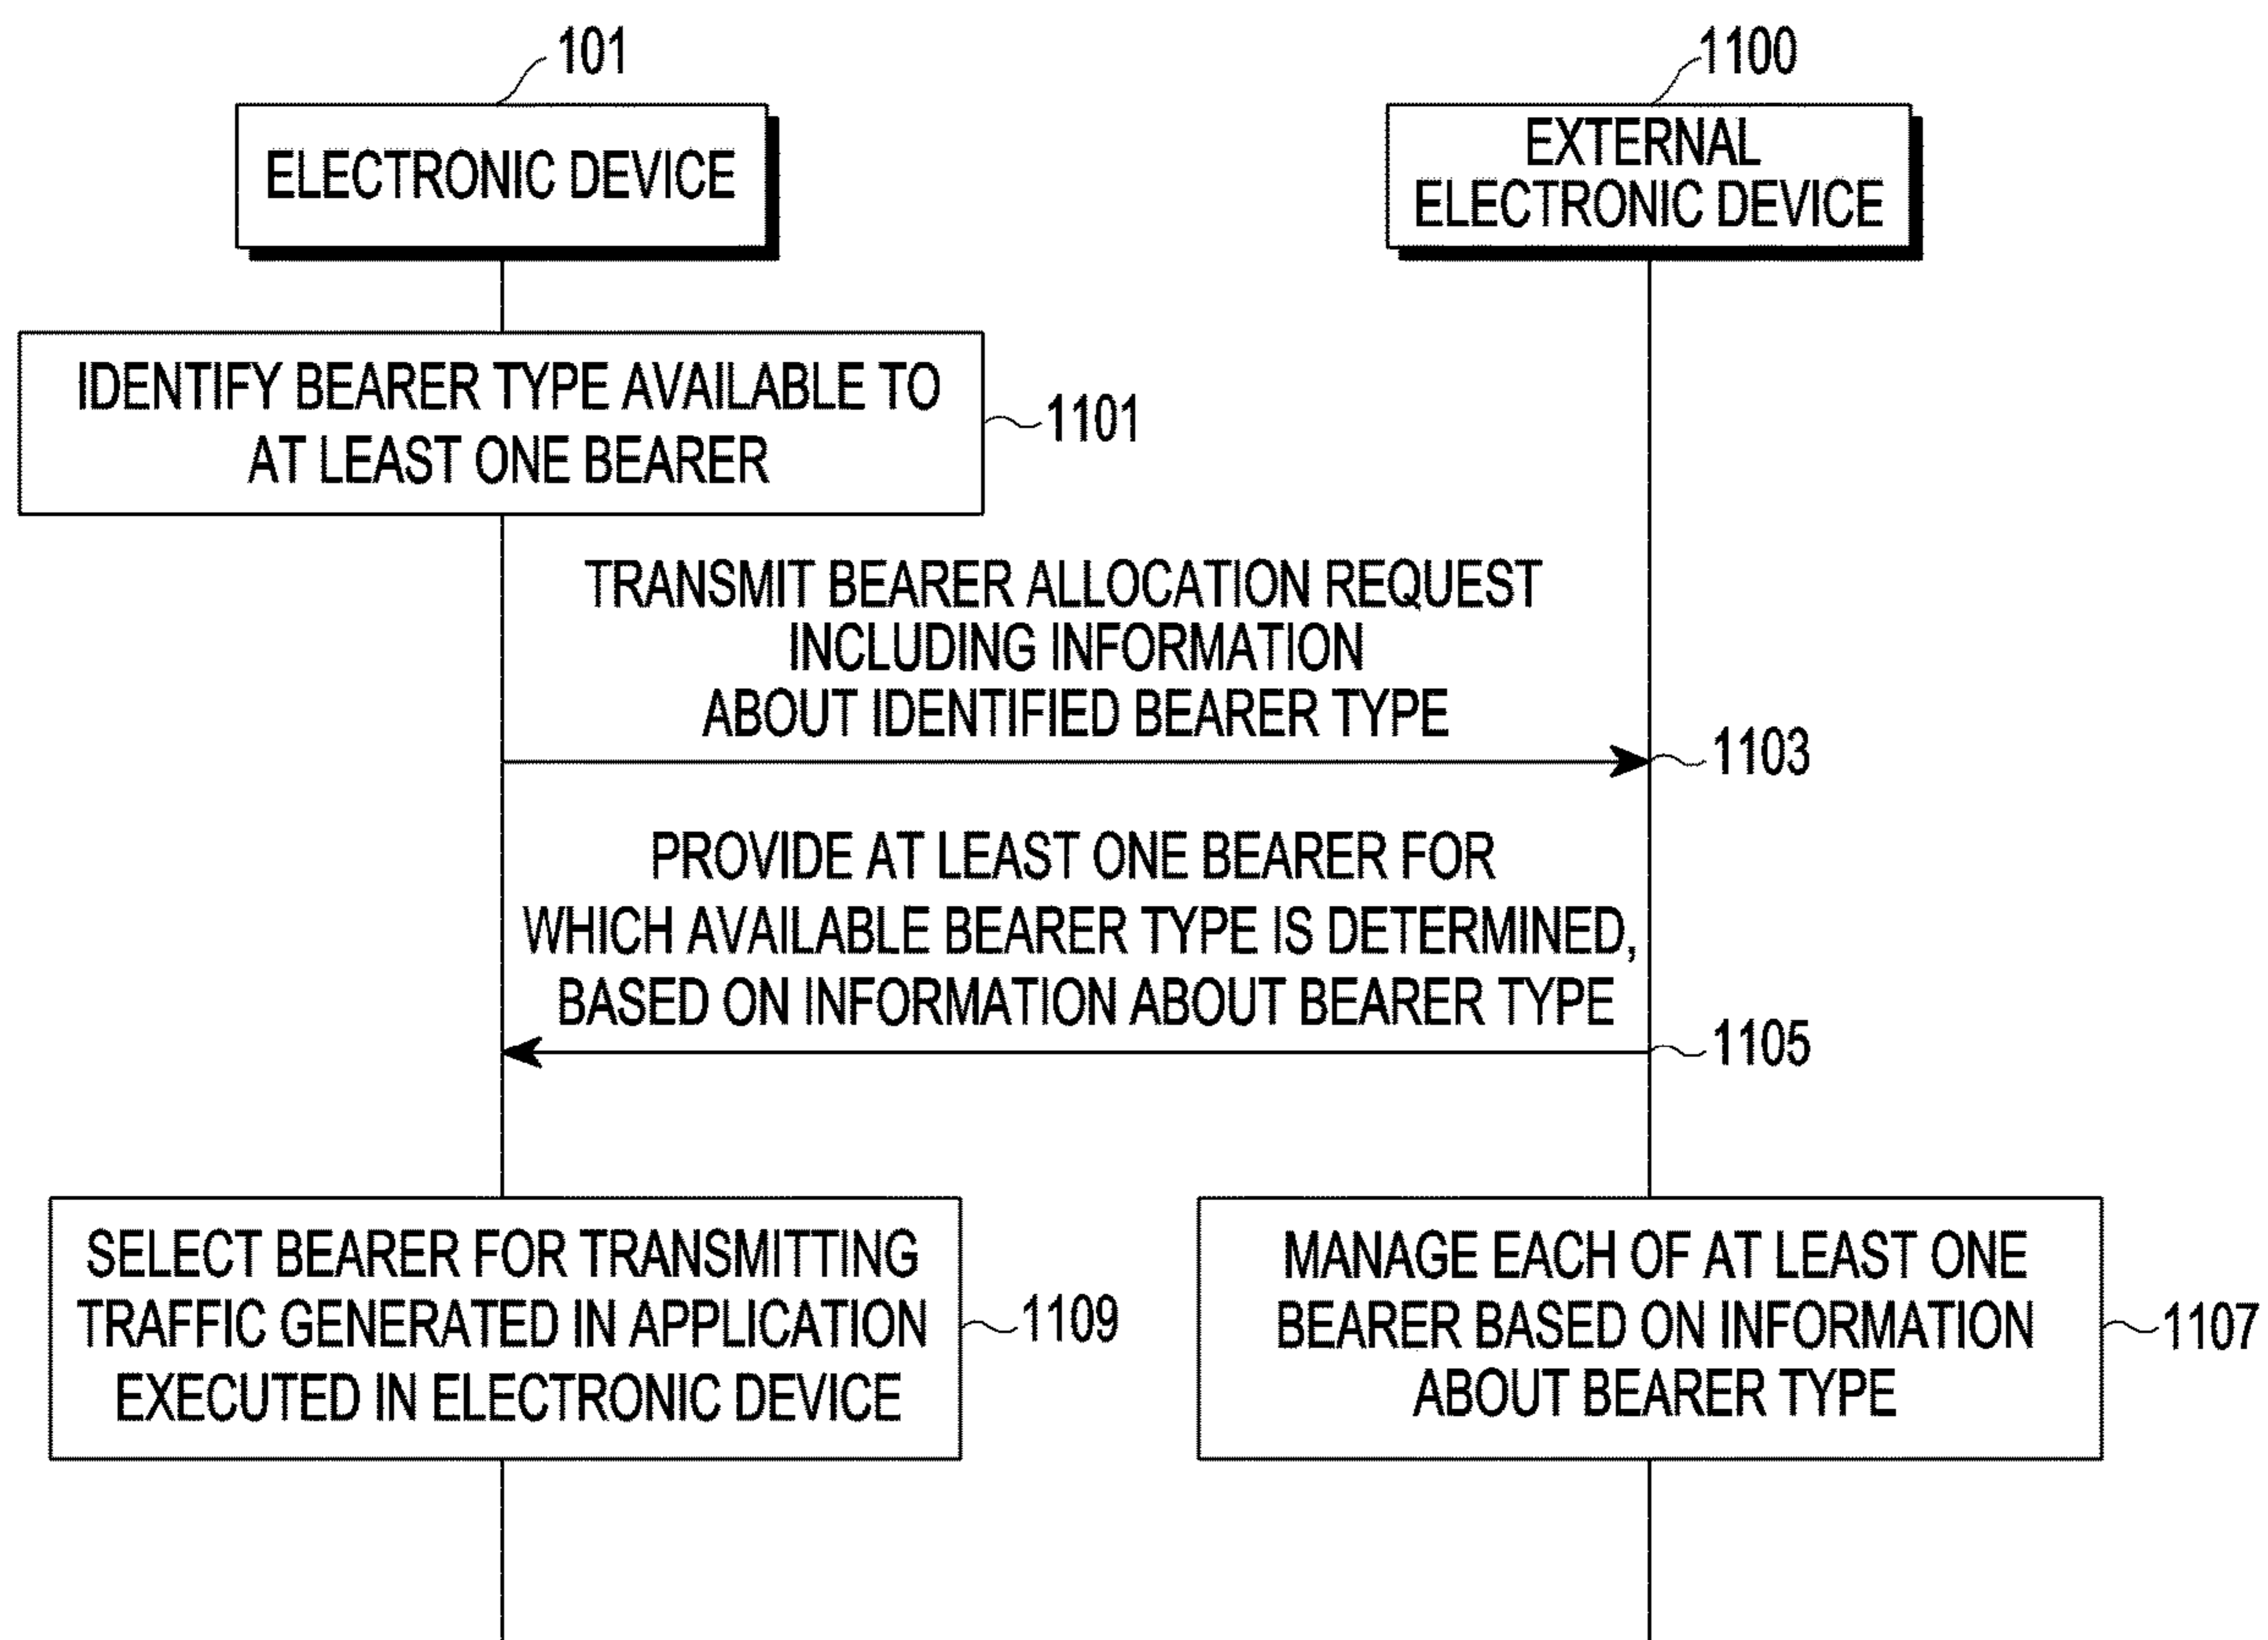 101
ELECTRONIC DEVICE
1100
EXTERNAL
ELECTRONIC DEVICE
IDENTIFY BEARER TYPE AVAILABLE TO
AT LEAST ONE BEARER
1101
TRANSMIT BEARER ALLOCATION REQUEST
INCLUDING INFORMATION
ABOUT IDENTIFIED BEARER TYPE
1103
PROVIDE AT LEAST ONE BEARER FOR
WHICH AVAILABLE BEARER TYPE IS DETERMINED,
BASED ON INFORMATION ABOUT BEARER TYPE
1105
SELECT BEARER FOR TRANSMITTING
TRAFFIC GENERATED IN APPLICATION
EXECUTED IN ELECTRONIC DEVICE
1109
MANAGE EACH OF AT LEAST ONE
BEARER BASED ON INFORMATION
ABOUT BEARER TYPE
1107